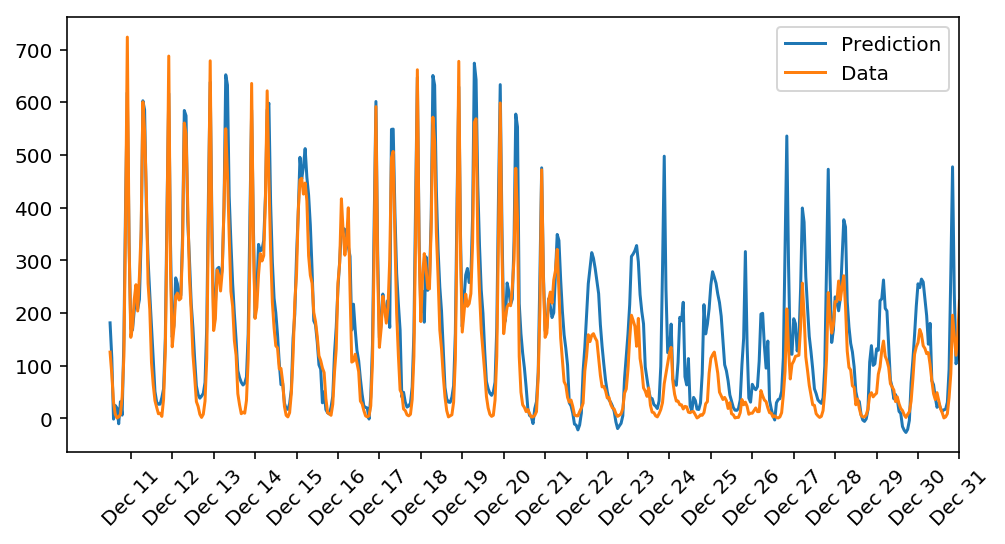 700
600
500
400
300
200
100
0
Prediction
Data
Dec 11
Dec 12
Dec 13
Dec 14
Dec 15
Dec 16
Dec 17
Dec 18
Dec 19
Dec 20
Dec 21
Dec 22
Dec 23
Dec 24
Dec 25
Dec 26
Dec 27
Dec 28
Dec 29
Dec 30
Dec 31